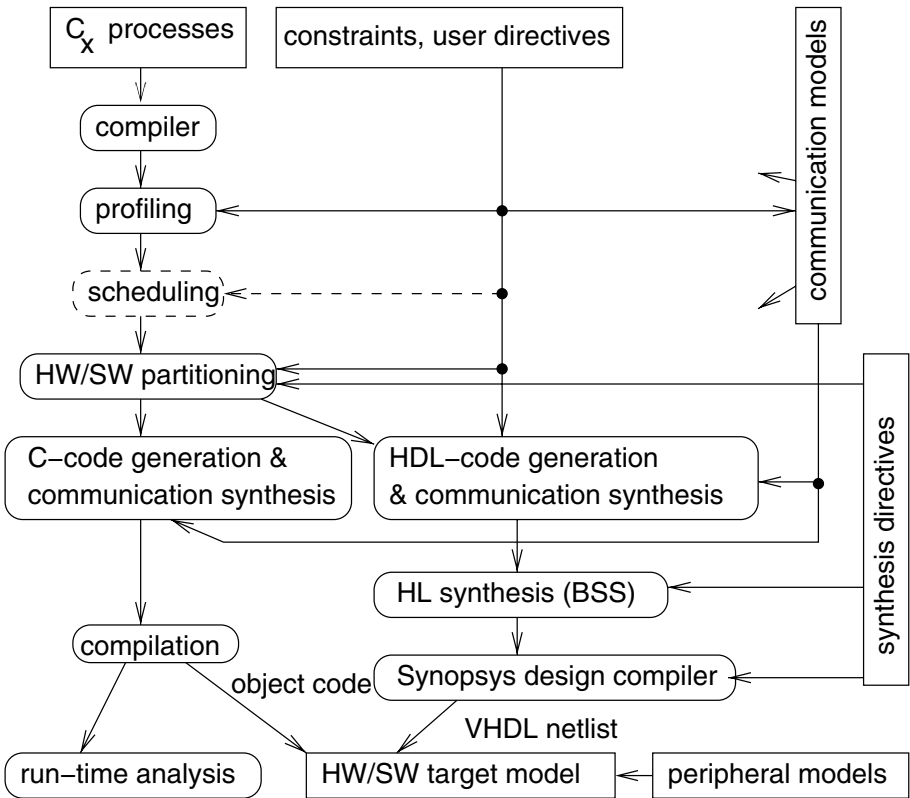 Cx processes
constraints, user directives
communication models
compiler
profiling
scheduling
HW/SW partitioning
synthesis directives
C−code generation &
communication synthesis
HDL−code generation
& communication synthesis
HL synthesis (BSS)
compilation
object code
Synopsys design compiler
VHDL netlist
run−time analysis
HW/SW target model
peripheral models